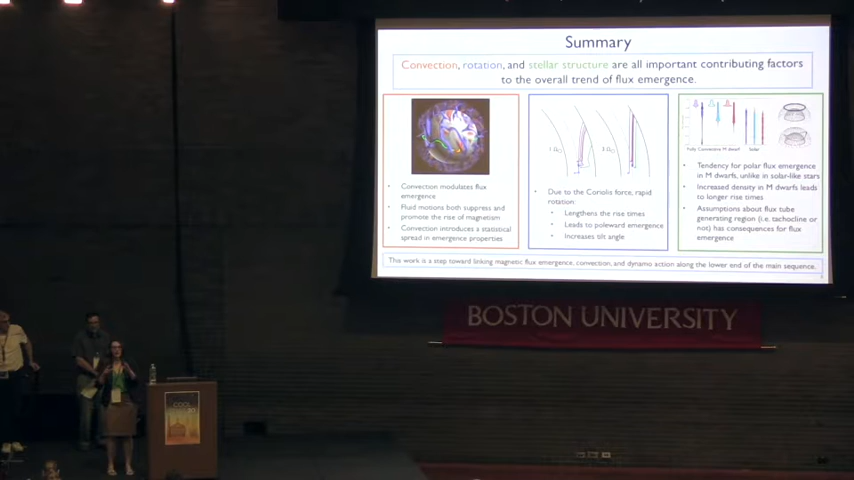 Summary
Convection, rotation, and stellar structure are all important contributing factors
to the overall trend of flux emergence.
• Convection modulates flux
emergence
• Fluid motions both suppress and
promote the rise of magnetism
• Convection introduces a statistical
spread in emergence properties
• Due to the Coriolis force, rapid
rotation:
• Lengthens the rise times
• Leads to poleward emergence
• Increases tilt angle
Fully Convective M dwarf Solar
• Tendency for polar flux emergence
in M dwarfs, unlike in solar-like stars
• Increased density in M dwarfs leads
to longer rise times
• Assumptions about flux tube
generating region (i.e. tachocline or
not) has consequences for flux
emergence
This work is a step toward linking magnetic flux emergence, convection, and dynamo action along the lower end of the main sequence.
BOSTON UNIVERSITY
COOL